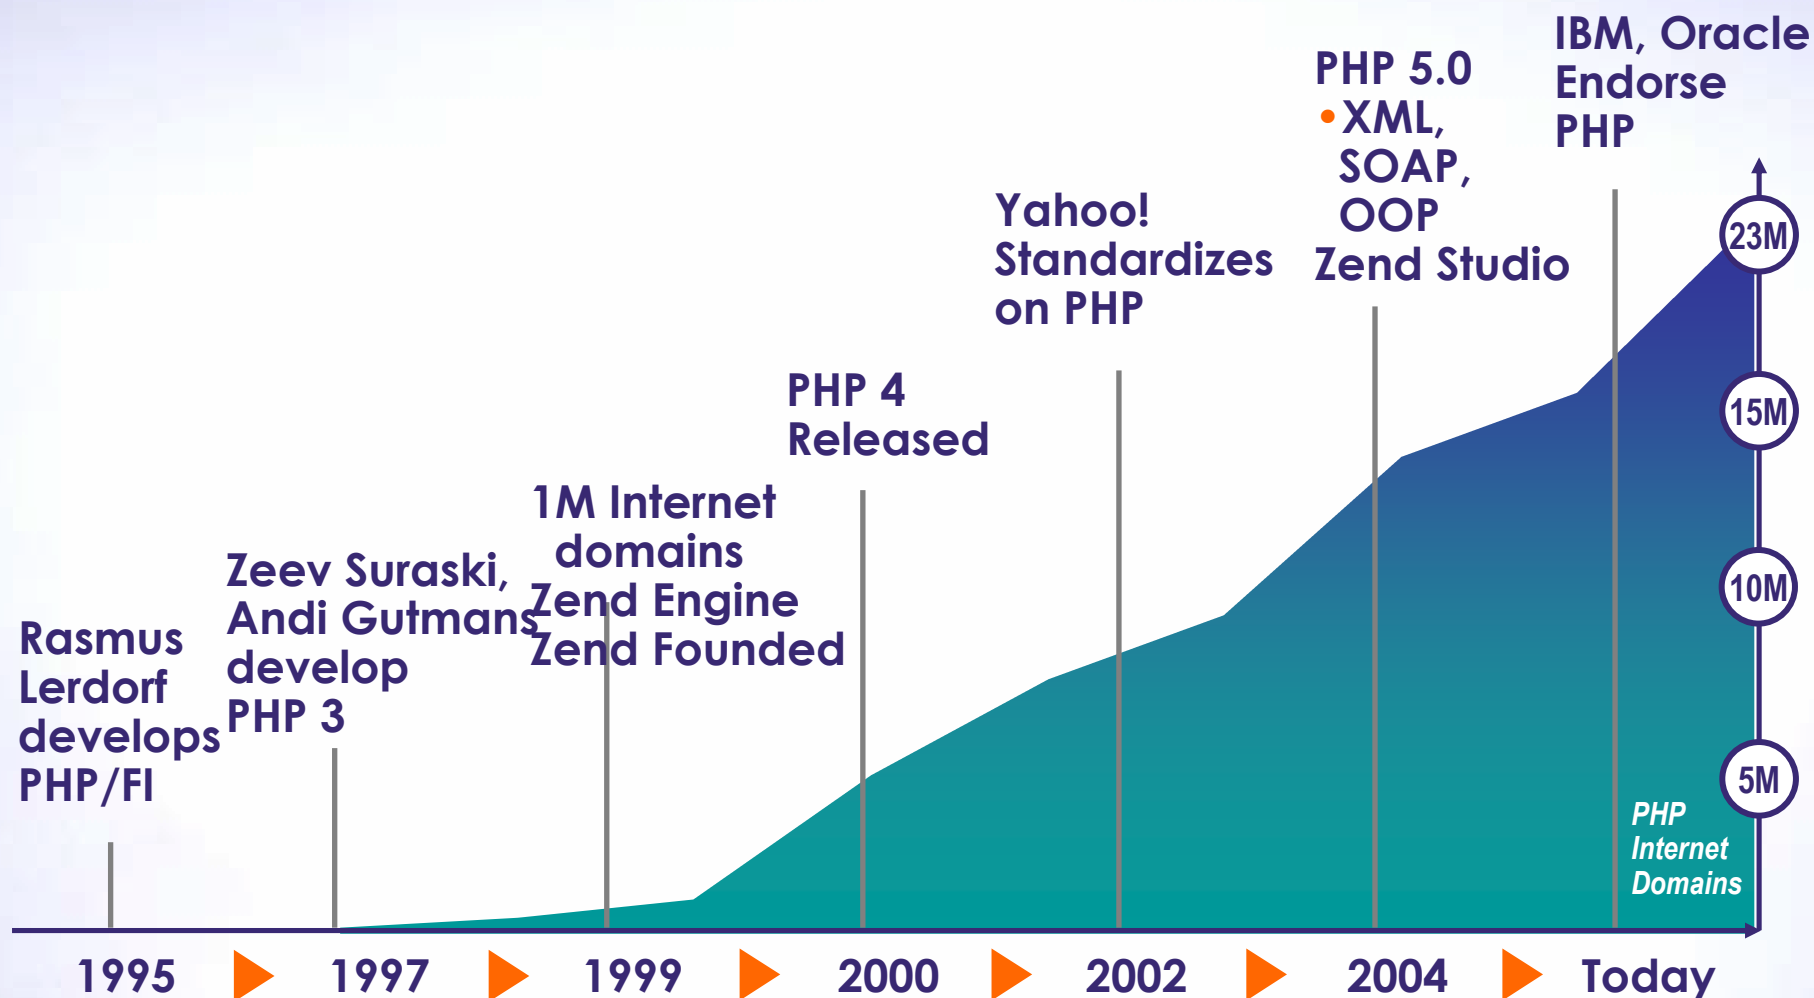 Rasmus
Lerdorf
develops
PHP/FI
Zeev Suraski,
Andi Gutmans
develop
PHP 3
1M Internet
domains
Zend Engine
Zend Founded
PHP 4
Released
Yahoo!
Standardizes
on PHP
PHP 5.0
•XML,
SOAP,
OOP
Zend Studio
IBM, Oracle
Endorse
PHP
23M
15M
10M
5M
PHP
Internet
Domains
1995 1997 1999 2000 2002 2004 Today